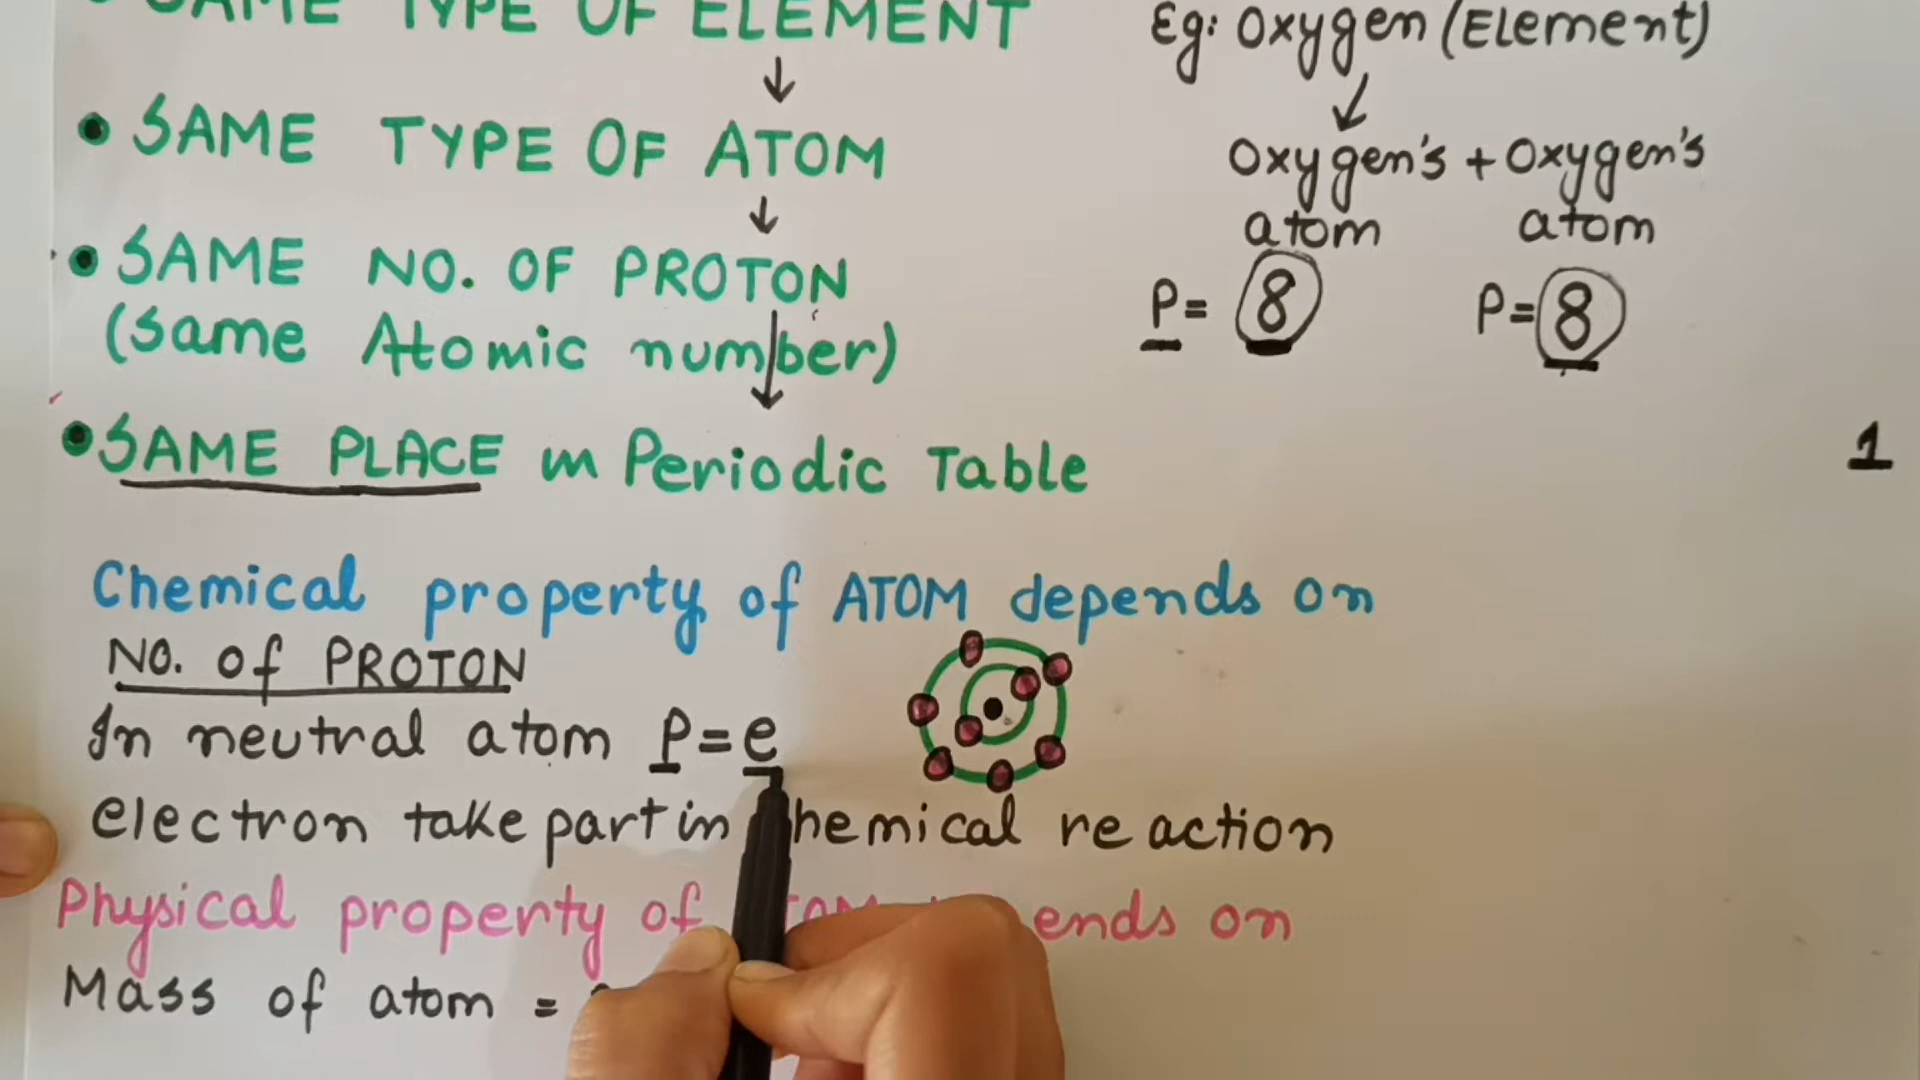 SAME TYPE OF ELEMENT
SAME TYPE OF ATOM
SAME NO. OF PROTON
(Same Atomic number)
SAME PLACE in Periodic Table
Eg: Oxygen (Element)
Oxygen's + Oxygen's
atom atom
P= 8 P= 8
1
Chemical property of ATOM depends on
NO. of PROTON
In neutral atom P=e
electron take part in hemical reaction
Physical property of ends on
Mass of atom =